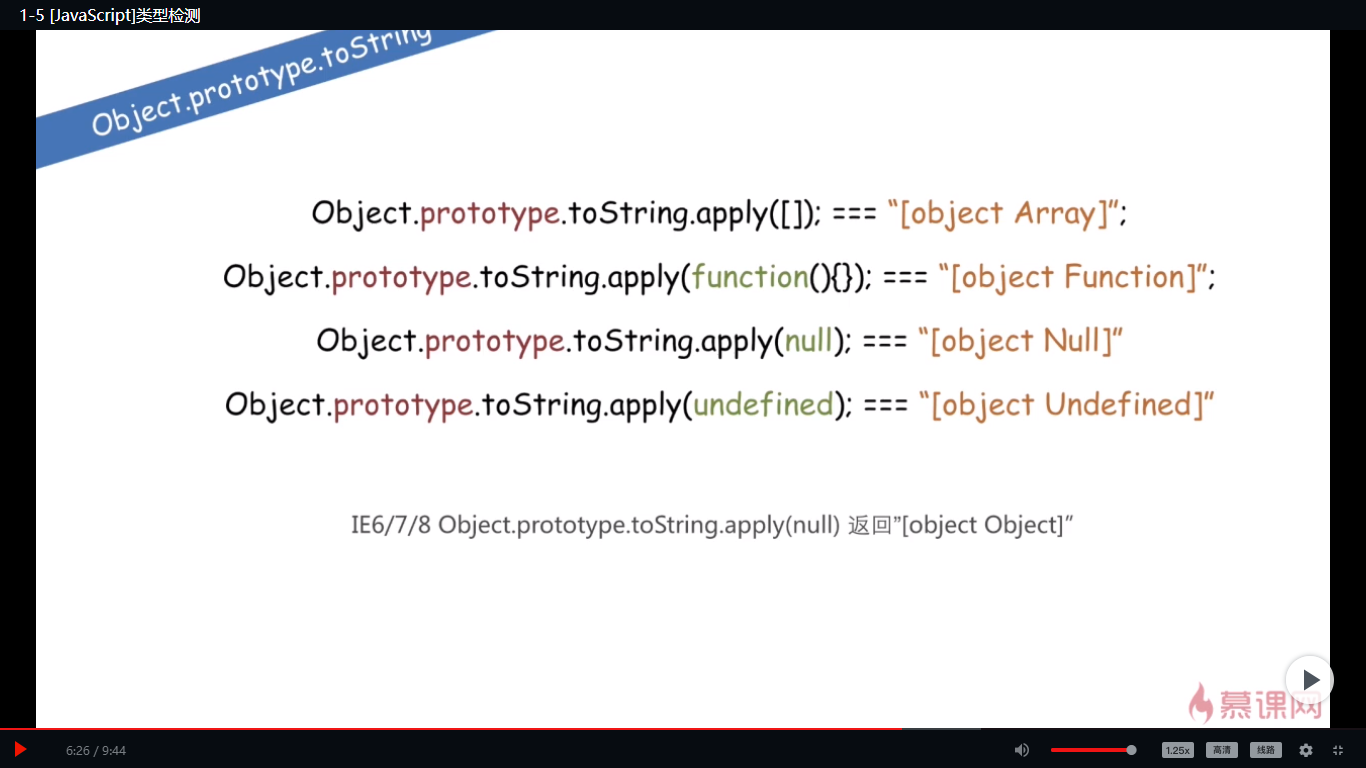 1-5 [JavaScript]类型检测
Object.prototype.toString
Object.prototype.toString.apply([]); === “[object Array]”;
Object.prototype.toString.apply(function(){}); === “[object Function]”;
Object.prototype.toString.apply(null); === “[object Null]”
Object.prototype.toString.apply(undefined); === “[object Undefined]”
IE6/7/8 Object.prototype.toString.apply(null) 返回”[object Object]”
慕课网
6:26 / 9:44
1.25x
高清
线路